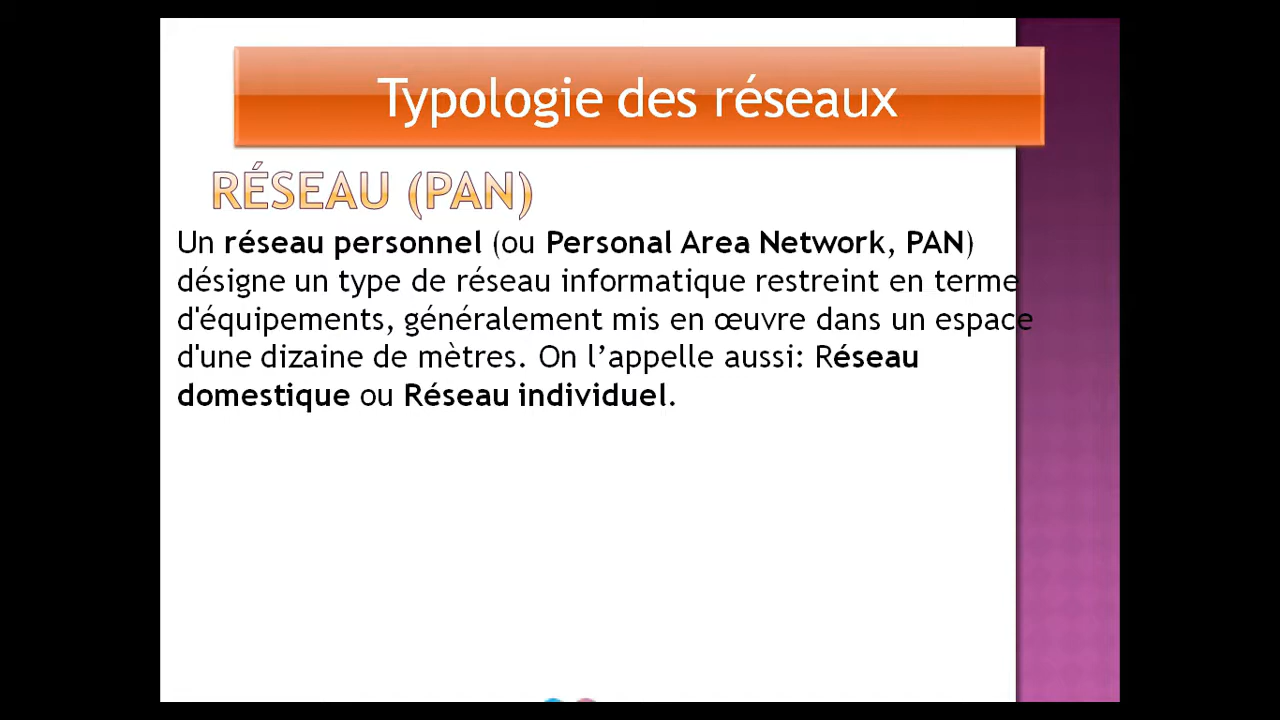 Typologie des réseaux
RÉSEAU (PAN)
Un réseau personnel (ou Personal Area Network, PAN)
désigne un type de réseau informatique restreint en terme
d'équipements, généralement mis en œuvre dans un espace
d'une dizaine de mètres. On l’appelle aussi: Réseau
domestique ou Réseau individuel.